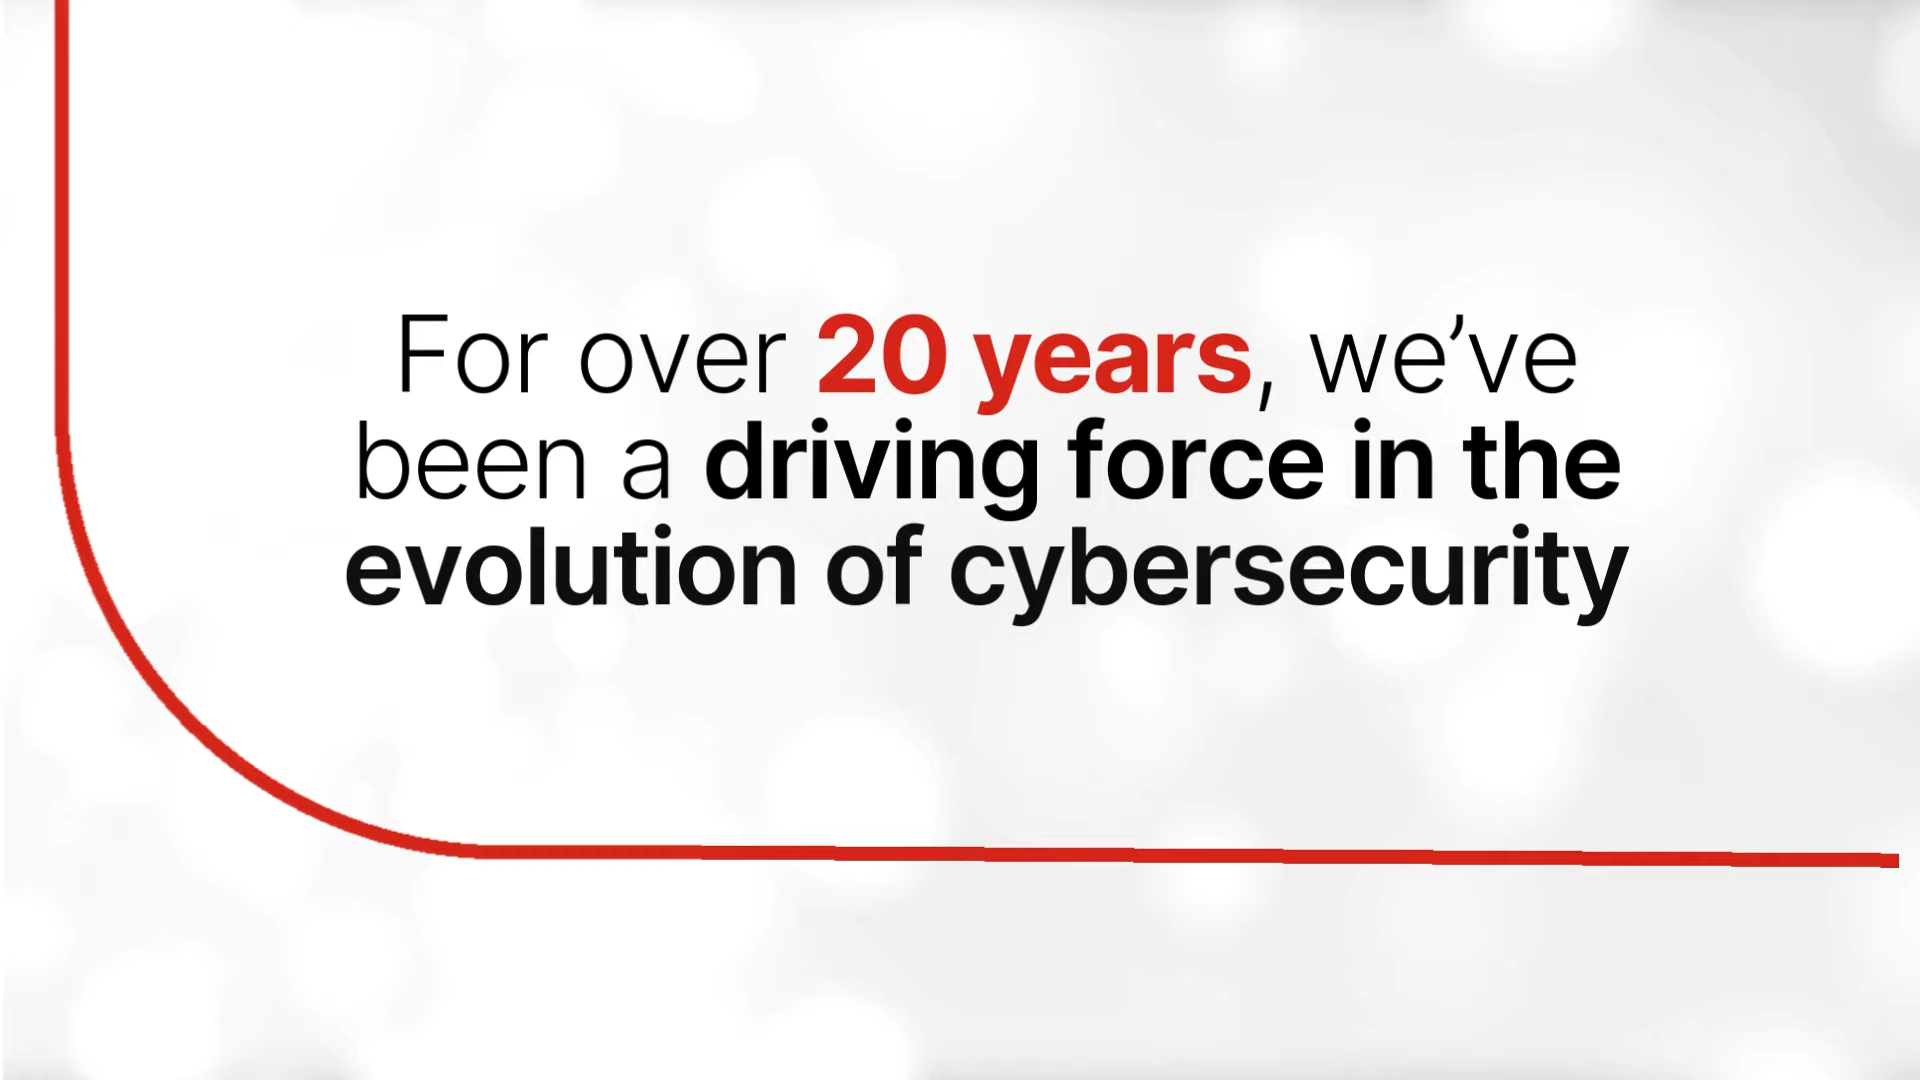 For over 20 years, we’ve
been a driving force in the
evolution of cybersecurity